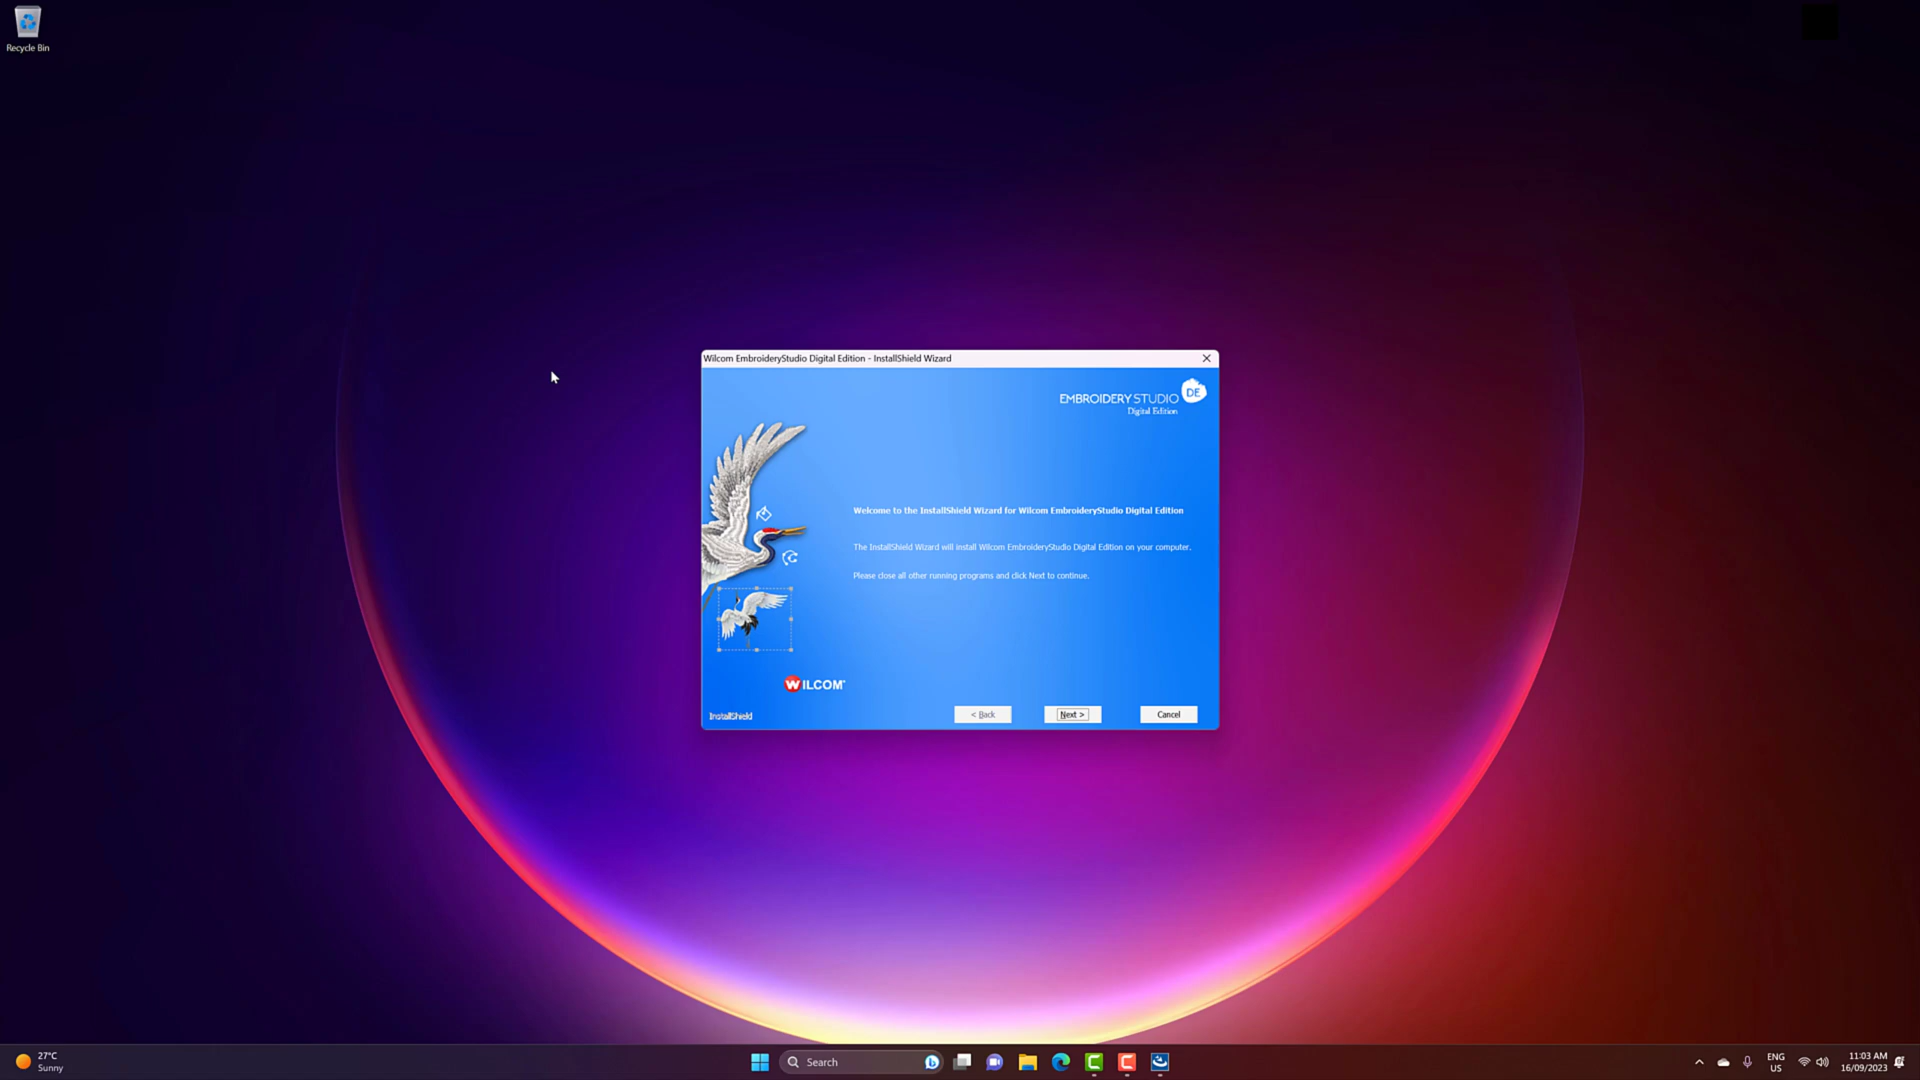 Recycle Bin
Wilcom EmbroideryStudio Digital Edition - InstallShield Wizard
EMBROIDERY STUDIO DE
Digital Edition
Welcome to the InstallShield Wizard for Wilcom EmbroideryStudio Digital Edition
The InstallShield Wizard will install Wilcom EmbroideryStudio Digital Edition on your computer.
Please close all other running programs and click Next to continue.
WILCOM
InstallShield
< Back
Next >
Cancel
27°C
Sunny
Search
ENG
US
11:03 AM
16/09/2023